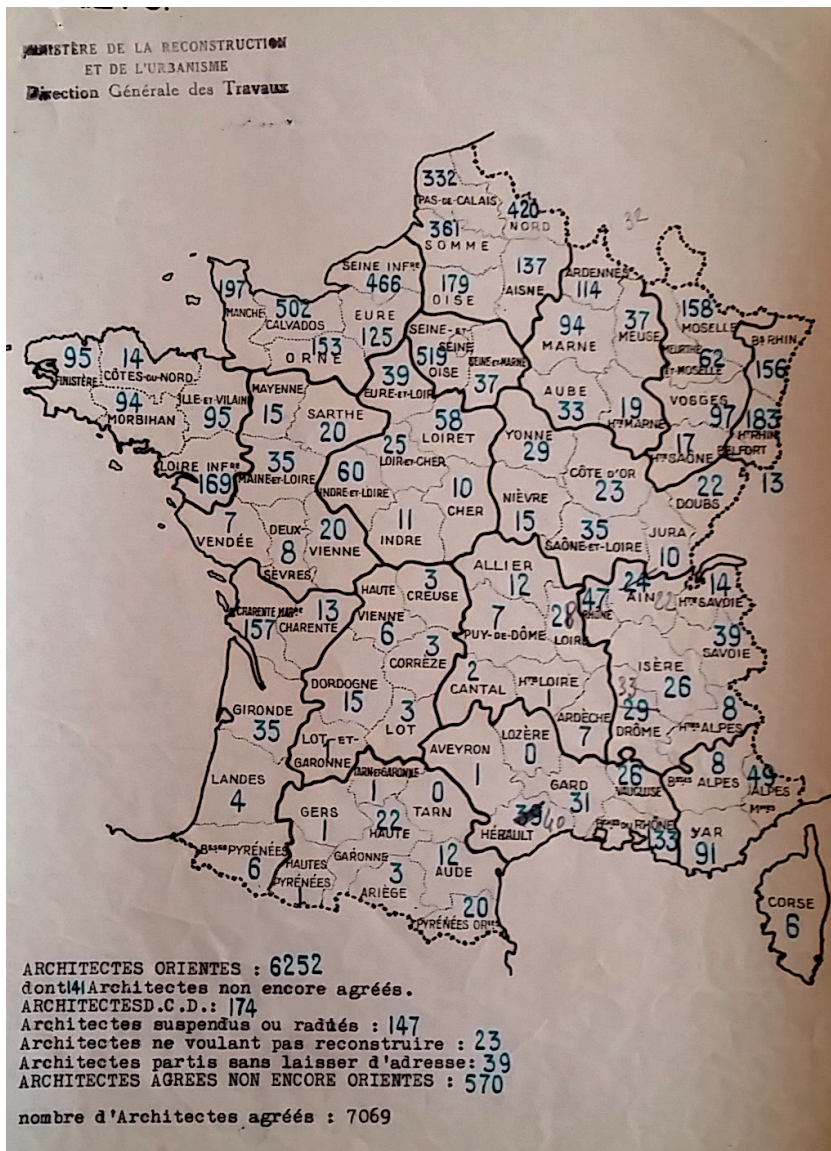 MINISTÈRE DE LA RECONSTRUCTION
ET DE L'URBANISME
Direction Générale des Travaux
332
PAS-DE-CALAIS
420
NORD
32
361
SOMME
SEINE INFRE
466
179
OISE
137
AISNE
ARDENNES
114
197
MANCHE
502
CALVADOS
EURE
125
153
ORNE
SEINE-ET-
SEINE
519
OISE
SEINE-ET-MARNE
37
94
MARNE
37
MEUSE
158
MOSELLE
MEURTHE
62
ET-MOSELLE
BS RHIN
156
95
FINISTÈRE
14
CÔTES-DU-NORD
94
MORBIHAN
ILLE-ET-VILAIN
95
MAYENNE
15
SARTHE
20
39
EURE-ET-LOIR
AUBE
33
19
HTE MARNE
VOSGES
97
183
HT RHIN
BELFORT
13
58
LOIRET
25
LOIR-ET-CHER
YONNE
29
17
HTE SAÔNE
LOIRE INFRE
169
35
MAINE-ET-LOIRE
60
INDRE-ET-LOIRE
10
CHER
NIÈVRE
15
CÔTE D'OR
23
22
DOUBS
7
VENDÉE
DEUX-
8
SÈVRES
20
VIENNE
11
INDRE
35
SAÔNE-ET-LOIRE
JURA
10
CHARENTE MARME
157
13
CHARENTE
HAUTE
VIENNE
6
3
CREUSE
ALLIER
12
7
PUY-DE-DÔME
28
LOIRE
47
RHÔNE
24
AIN
22
14
HTE SAVOIE
39
SAVOIE
3
CORRÈZE
2
CANTAL
HTE LOIRE
1
ISÈRE
26
GIRONDE
35
DORDOGNE
15
3
LOT
ARDÈCHE
7
33
29
DRÔME
8
HTES ALPES
LOT-ET-
1
GARONNE
AVEYRON
1
LOZÈRE
0
LANDES
4
TARN-ET-GARONNE
1
0
TARN
GARD
31
26
VAUCLUSE
8
BSES ALPES
49
ALPES
MMES
GERS
1
22
HAUTE
GARONNE
HÉRAULT
40
BCHES DU RHÔNE
133
VAR
91
BSES PYRÉNÉES
6
HAUTES
PYRÉNÉES
1
3
ARIÈGE
12
AUDE
20
PYRÉNÉES ORLES
CORSE
6
ARCHITECTES ORIENTES : 6252
dont 141 Architectes non encore agréés.
ARCHITECTES D.C.D.: 174
Architectes suspendus ou radiés : 147
Architectes ne voulant pas reconstruire : 23
Architectes partis sans laisser d'adresse: 39
ARCHITECTES AGREES NON ENCORE ORIENTES : 570
nombre d'Architectes agréés : 7069